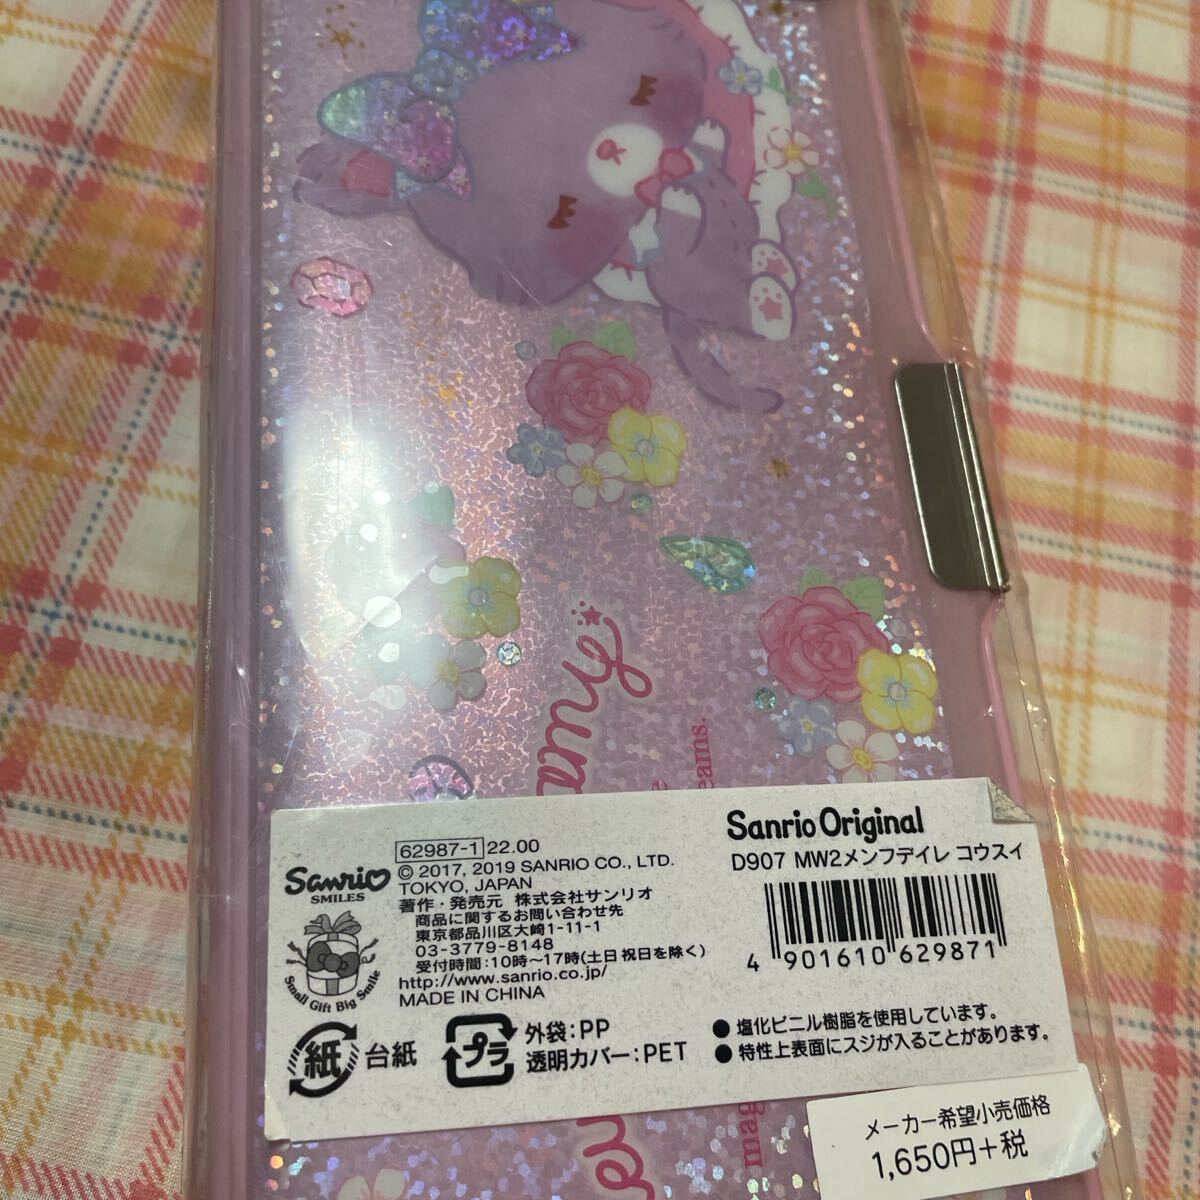 eams.
Sanrio
SMILES
Small Gift Big Smile
62987-1 22.00
© 2017, 2019 SANRIO CO., LTD.
TOKYO, JAPAN
著作・発売元 株式会社サンリオ
商品に関するお問い合わせ先
東京都品川区大崎1-11-1
03-3779-8148
受付時間:10時~17時(土日祝日を除く)
http://www.sanrio.co.jp/
MADE IN CHINA
Sanrio Original
D907 MW2メンフデイレ コウスイ
4 901610 629871
紙 台紙
プラ 外袋:PP
透明カバー:PET
●塩化ビニル樹脂を使用しています。
●特性上表面にスジが入ることがあります。
mag
メーカー希望小売価格
1,650円+税